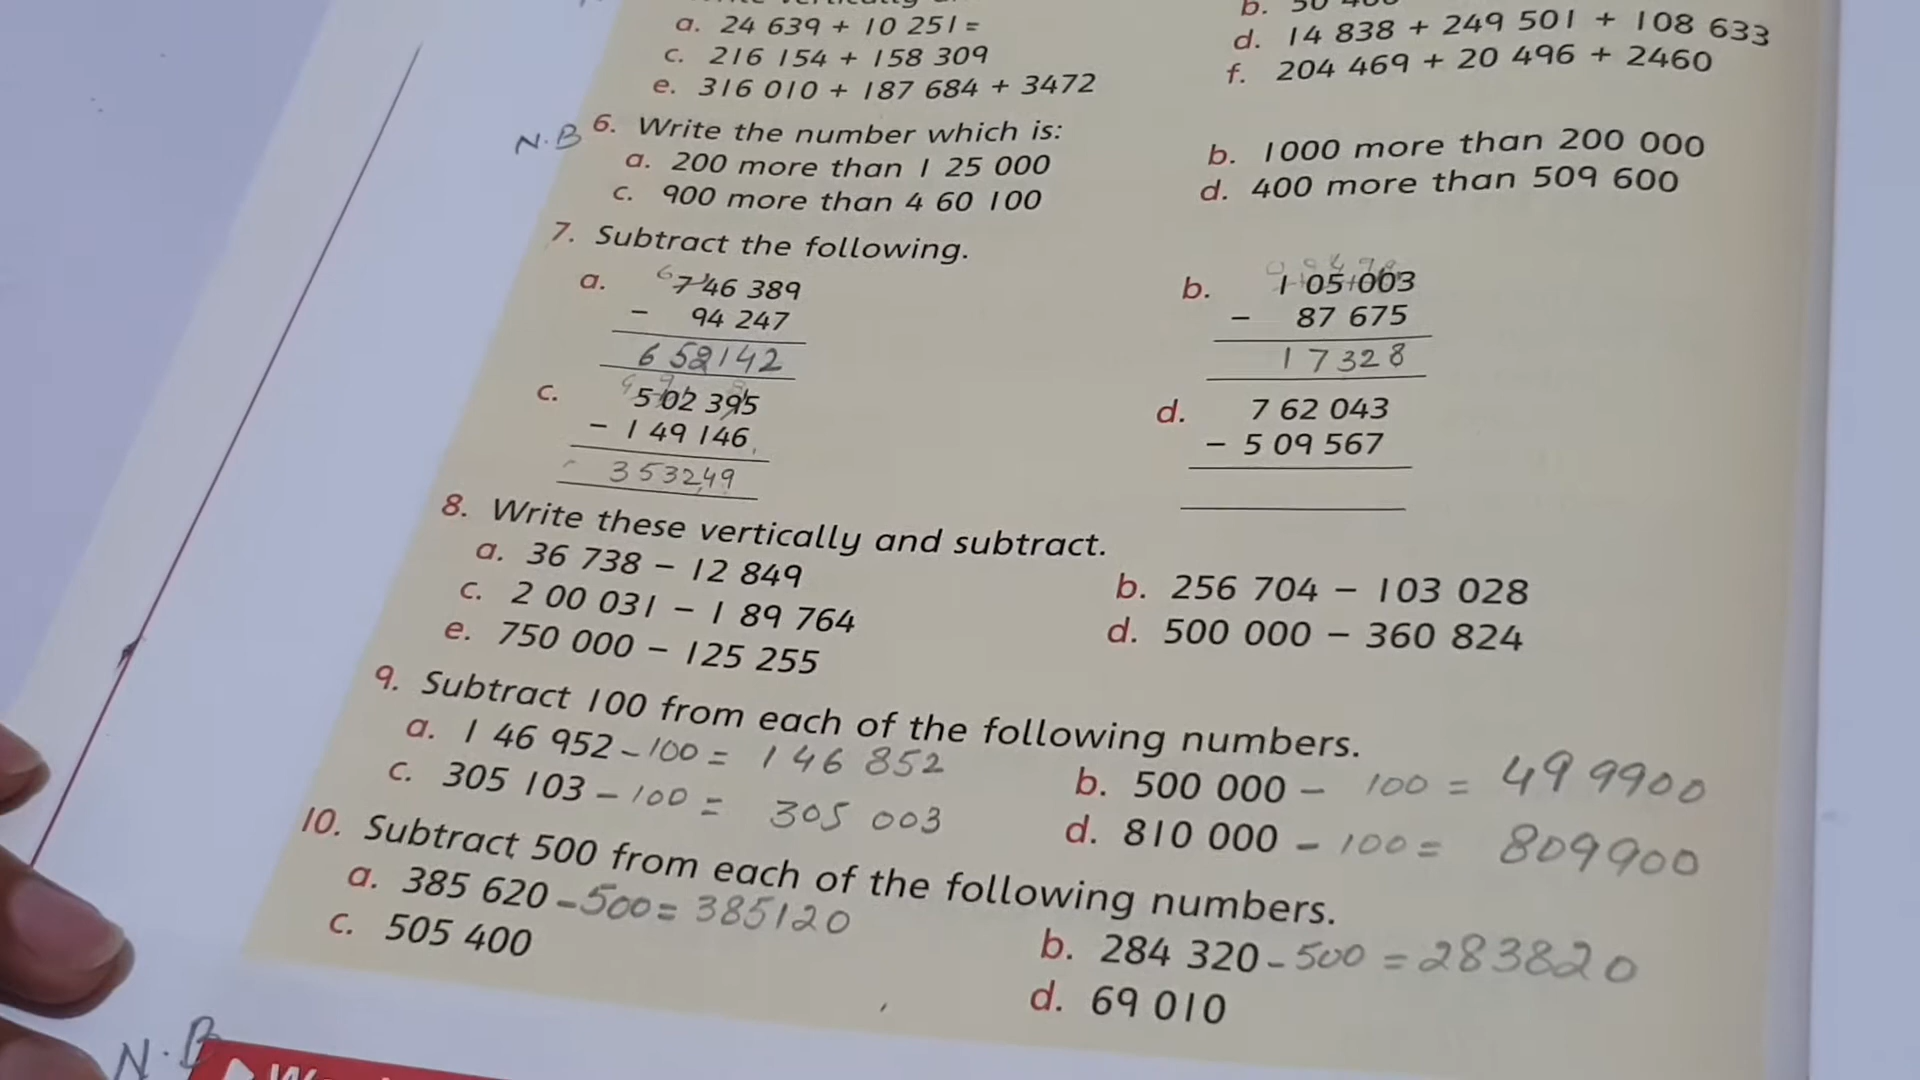 a. 24 639 + 10 251 =
d. 14 838 + 249 501 + 108 633
c. 216 154 + 158 309
f. 204 469 + 20 496 + 2460
e. 316 010 + 187 684 + 3472
N.B 6. Write the number which is:
a. 200 more than 1 25 000
b. 1000 more than 200 000
c. 900 more than 4 60 100
d. 400 more than 509 600
7. Subtract the following.
a. 746 389
- 94 247
652142
b. 1 05 003
- 87 675
17328
c. 5 02 395
- 1 49 146
353249
d. 7 62 043
- 5 09 567
8. Write these vertically and subtract.
a. 36 738 - 12 849
b. 256 704 - 103 028
c. 2 00 031 - 1 89 764
d. 500 000 - 360 824
e. 750 000 - 125 255
9. Subtract 100 from each of the following numbers.
a. 1 46 952 - 100 = 146 852
b. 500 000 - 100 = 499900
c. 305 103 - 100 = 305 003
d. 810 000 - 100 = 809900
10. Subtract 500 from each of the following numbers.
a. 385 620 - 500 = 385120
b. 284 320 - 500 = 283820
c. 505 400
d. 69 010
N.B